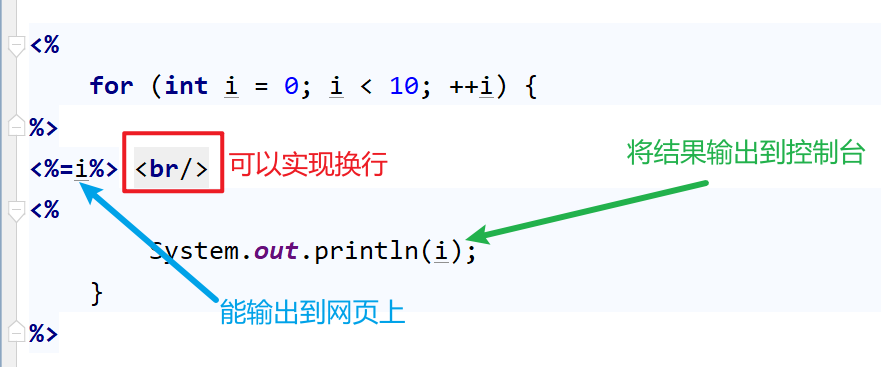 <%
for (int i = 0; i < 10; ++i) {
%>
<%=i%> <br/> 可以实现换行
将结果输出到控制台
<%
System.out.println(i);
}
能输出到网页上
%>